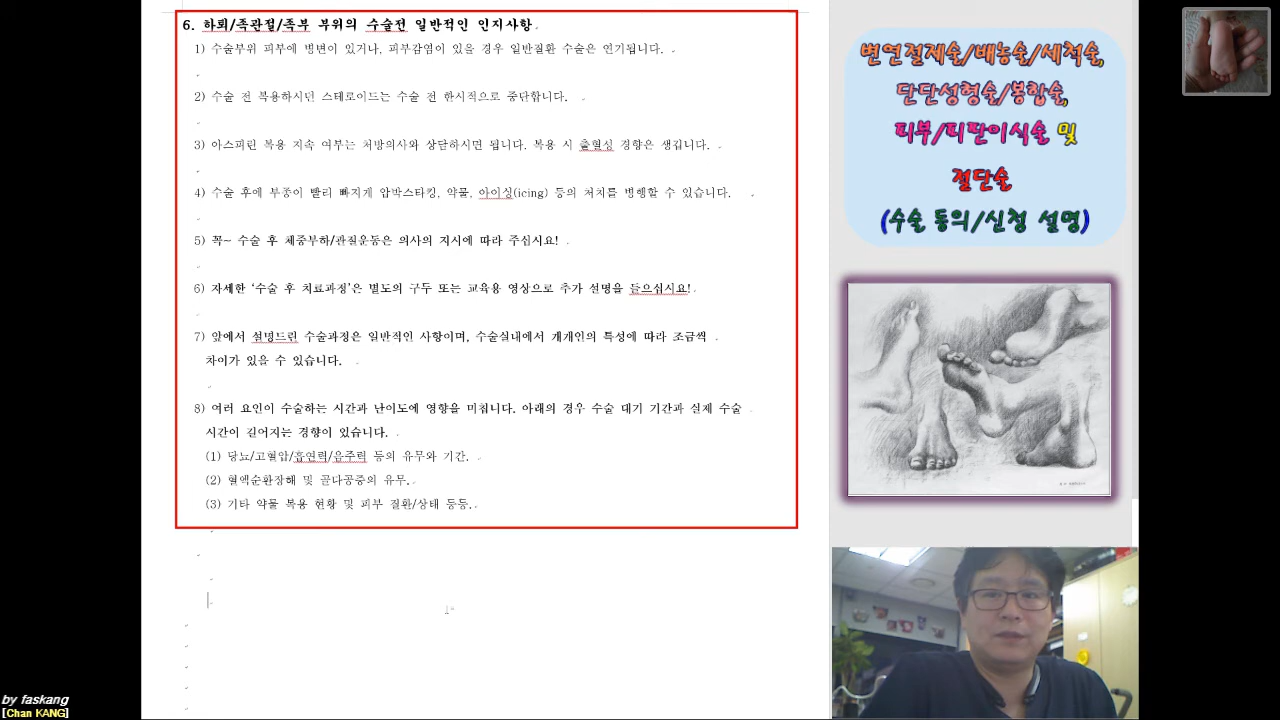 6. 하퇴/족관절/족부 부위의 수술전 일반적인 인지사항
1) 수술부위 피부에 병변이 있거나, 피부감염이 있을 경우 일반질환 수술은 연기됩니다.
2) 수술 전 복용하시던 스테로이드는 수술 전 한시적으로 중단합니다.
3) 아스피린 복용 지속 여부는 처방의사와 상담하시면 됩니다. 복용 시 출혈성 경향은 생깁니다.
4) 수술 후에 부종에 빨리 빠지게 압박스타킹, 약물, 아이싱(icing) 등의 처치를 병행할 수 있습니다.
5) 꼭~ 수술 후 체중부하/관절운동은 의사의 지시에 따라 주십시요!
6) 자세한 '수술 후 치료과정'은 별도의 구두 또는 교육용 영상으로 추가 설명을 들으십시요!
7) 앞에서 설명드린 수술과정은 일반적인 사항이며, 수술실내에서 개개인의 특성에 따라 조금씩
차이가 있을 수 있습니다.
8) 여러 요인이 수술하는 시간과 난이도에 영향을 미칩니다. 아래의 경우 수술 대기 기간과 실제 수술
시간이 길어지는 경향이 있습니다.
(1) 당뇨/고혈압/흡연력/음주력 등의 유무와 기간.
(2) 혈액순환장해 및 골다공증의 유무.
(3) 기타 약물 복용 현황 및 피부 질환/상태 등등.
변연절제술/배농술/세척술,
단단성형술/봉합술,
피부/피판이식술 및
절단술
(수술 동의/신청 설명)
by faskang
[Chan KANG]